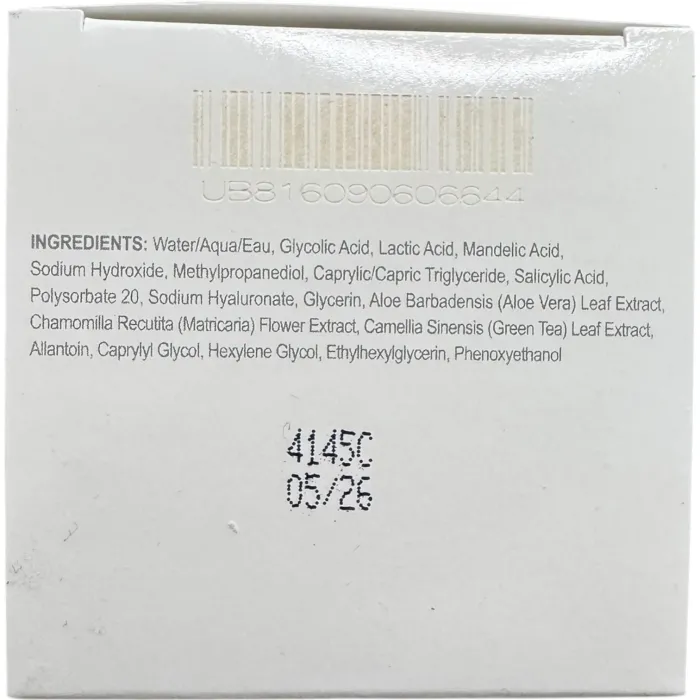 UB816090606644
INGREDIENTS: Water/Aqua/Eau, Glycolic Acid, Lactic Acid, Mandelic Acid,
Sodium Hydroxide, Methylpropanediol, Caprylic/Capric Triglyceride, Salicylic Acid,
Polysorbate 20, Sodium Hyaluronate, Glycerin, Aloe Barbadensis (Aloe Vera) Leaf Extract,
Chamomilla Recutita (Matricaria) Flower Extract, Camellia Sinensis (Green Tea) Leaf Extract,
Allantoin, Caprylyl Glycol, Hexylene Glycol, Ethylhexylglycerin, Phenoxyethanol
4145C
05/26